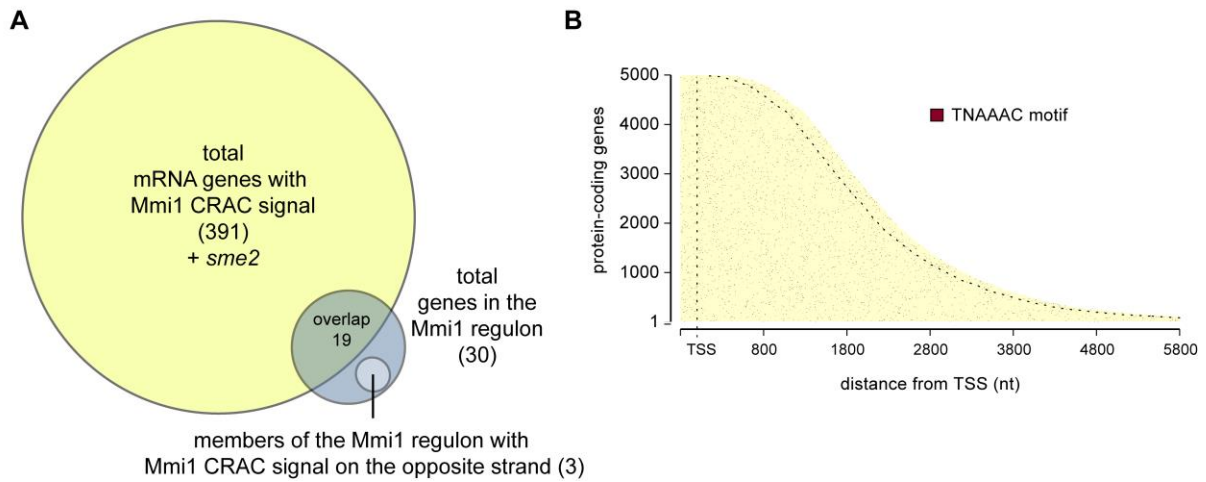 A
total
mRNA genes with
Mmi1 CRAC signal
(391)
+ sme2
overlap
19
total
genes in the
Mmi1 regulon
(30)
members of the Mmi1 regulon with
Mmi1 CRAC signal on the opposite strand (3)
B
protein-coding genes
5000
4000
3000
2000
1000
1
TNAAAC motif
TSS 800 1800 2800 3800 4800 5800
distance from TSS (nt)